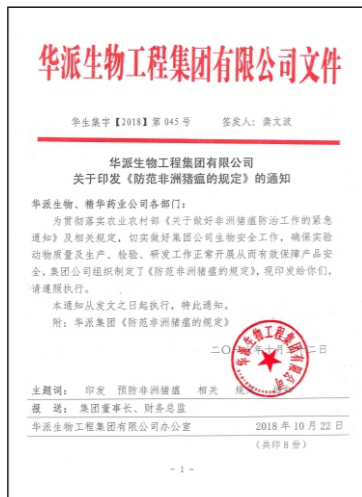 华派生物工程集团有限公司文件
华生集字【2018】第 045 号 签发人：龚文波
华派生物工程集团有限公司
关于印发《防范非洲猪瘟的规定》的通知
华派生物、精华药业公司各部门：
为贯彻落实农业农村部《关于做好非洲猪瘟防治工作的紧急
通知》及相关规定，切实做好集团公司生物安全工作，确保实验
动物质量及生产、检验、研发工作正常开展从而有效保障产品安
全，集团公司组织制定了《防范非洲猪瘟的规定》，现印发给你们，
请遵照执行。
本通知从发文之日起执行，特此通知。
附：华派集团《防范非洲猪瘟的规定》
二〇一 年十月 二日
主题词： 印发 预防非洲猪瘟 相关 规
报 送： 集团董事长、财务总监
华派生物工程集团有限公司办公室 2018 年 10 月 22 日
（共印 8 份）
- 1 -